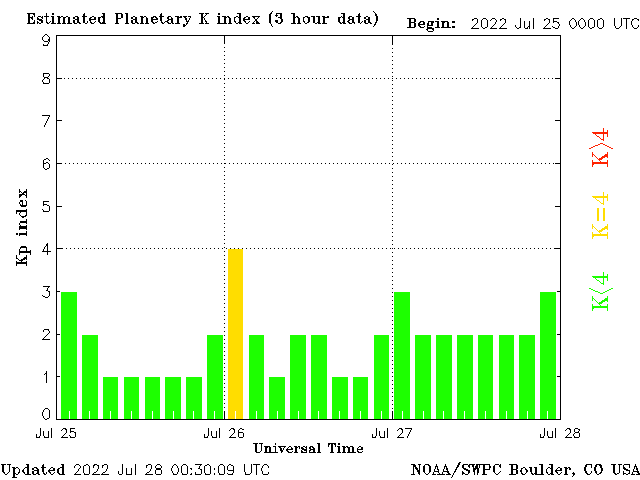 Estimated Planetary K index (3 hour data) Begin: 2022 Jul 25 0000 UTC
9
8
7
6
5
4
3
2
1
0
Kp index
K>4
K=4
K<4
Jul 25 Jul 26 Jul 27 Jul 28
Universal Time
Updated 2022 Jul 28 00:30:09 UTC NOAA/SWPC Boulder, CO USA